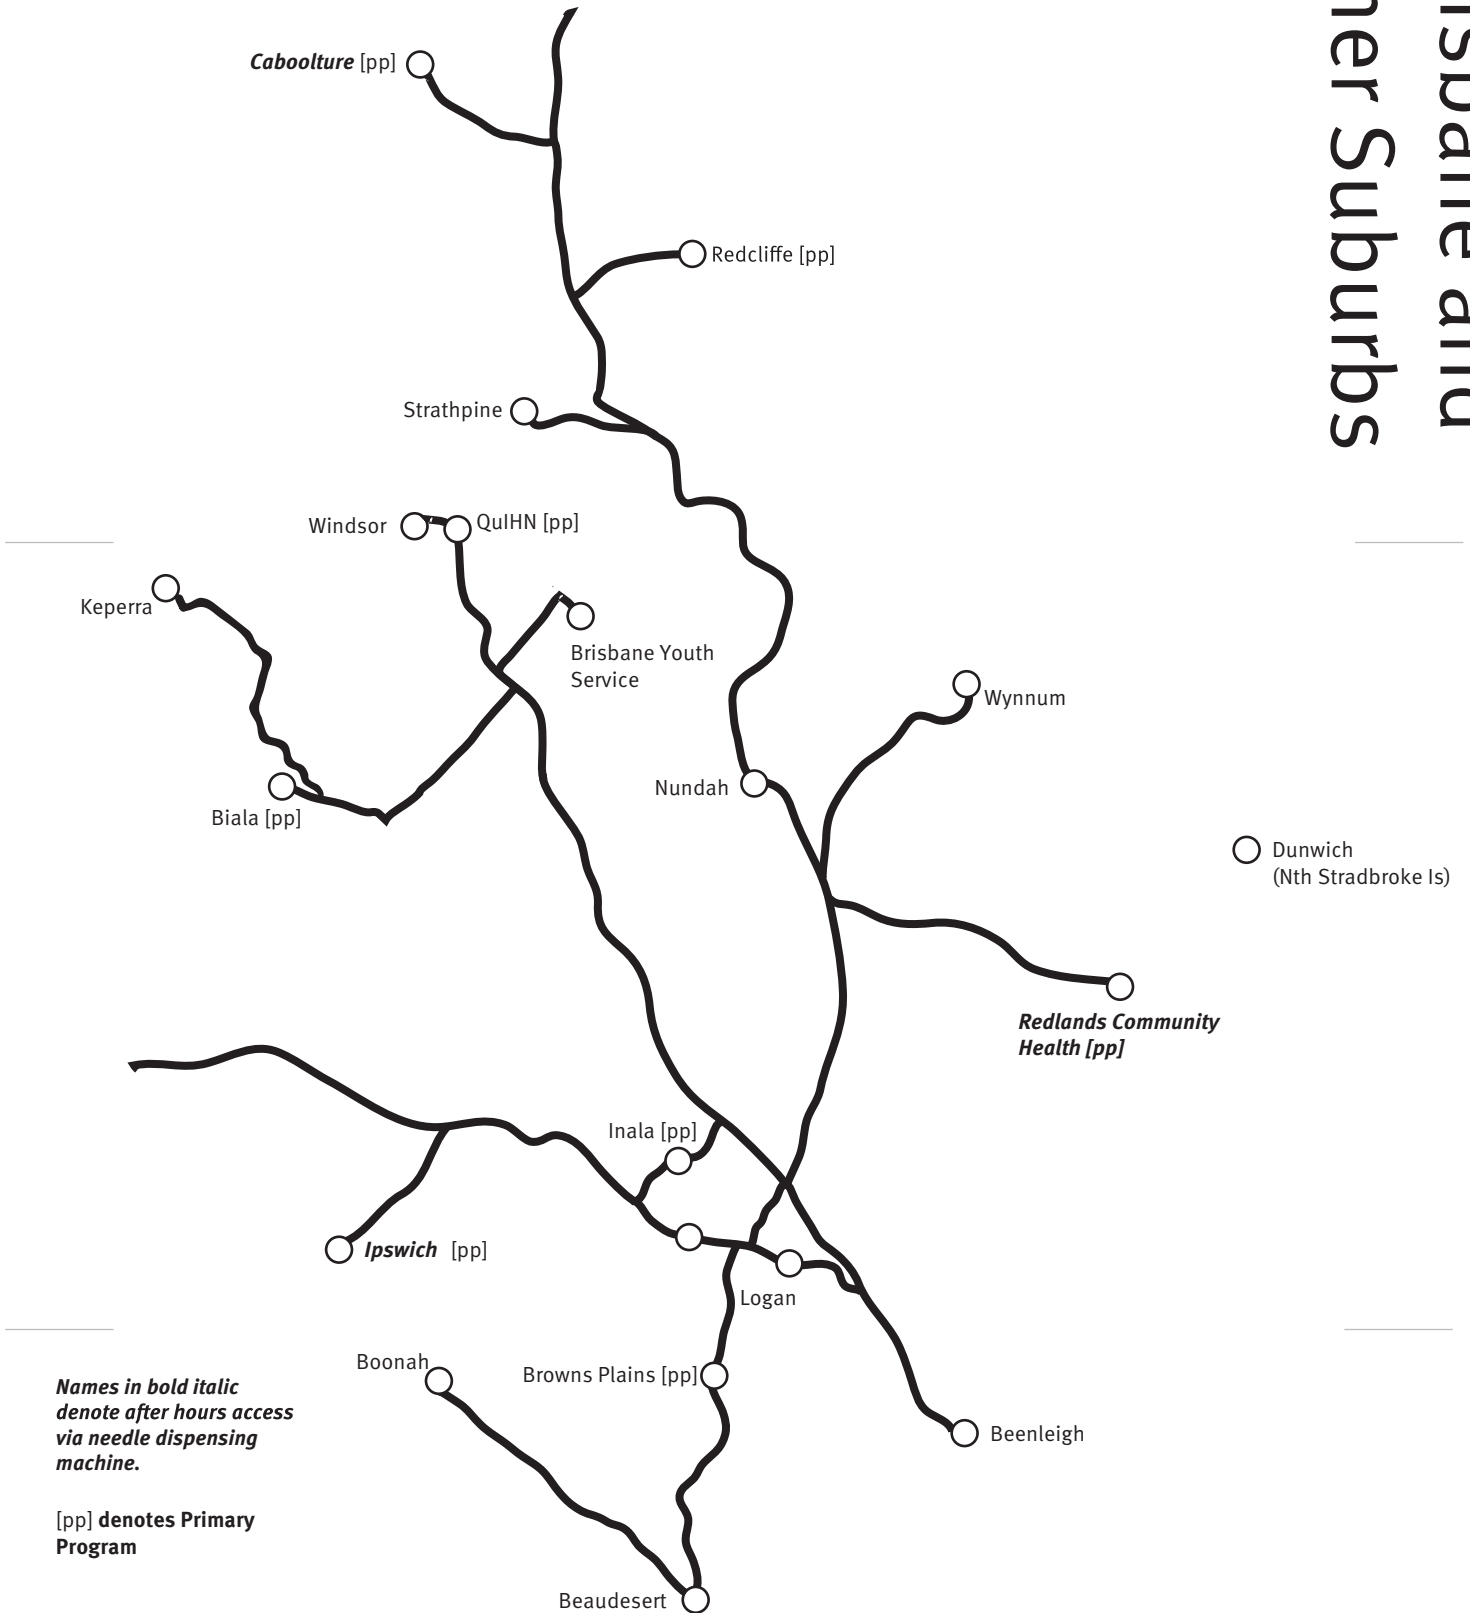 Caboolture [pp]
Redcliffe [pp]
Strathpine
Windsor
QuIHN [pp]
Keperra
Brisbane Youth
Service
Wynnum
Nundah
Biala [pp]
Dunwich
(Nth Stradbroke Is)
Redlands Community
Health [pp]
Inala [pp]
Ipswich [pp]
Logan
Boonah
Browns Plains [pp]
Beenleigh
Beaudesert
Names in bold italic
denote after hours access
via needle dispensing
machine.
[pp] denotes Primary
Program
and
Suburbs